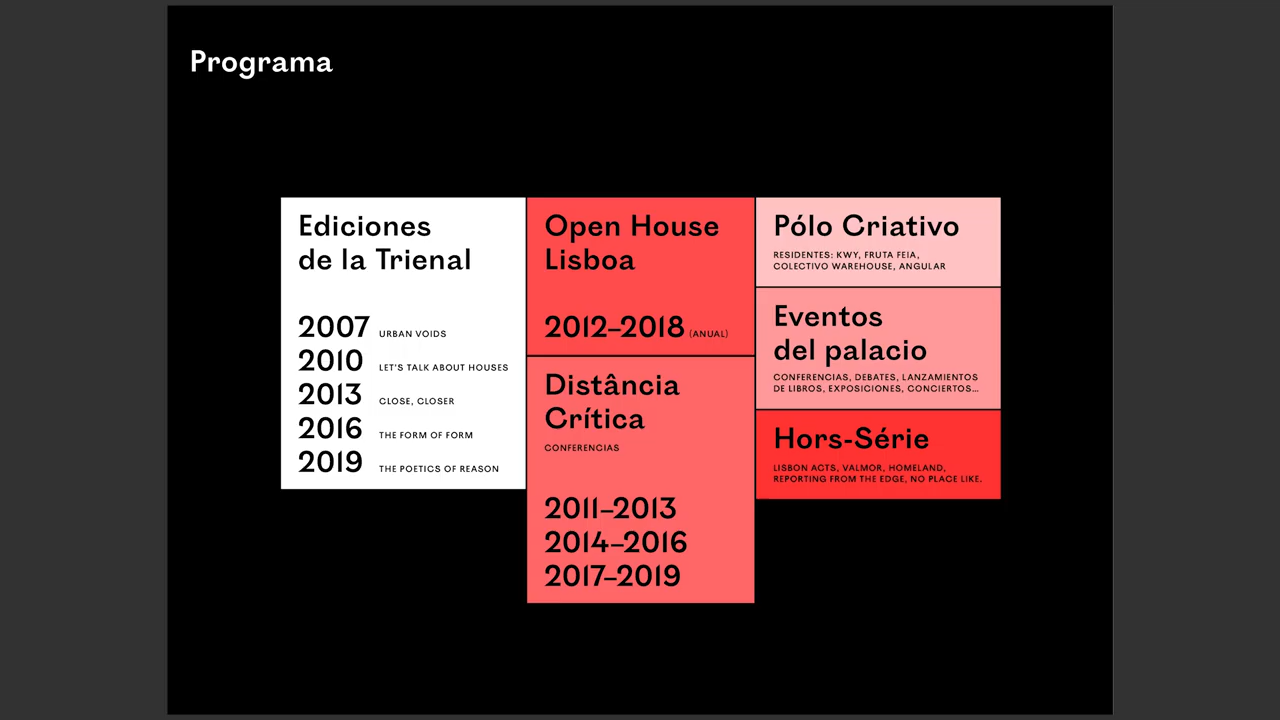 Programa
Ediciones
de la Trienal
2007 URBAN VOIDS
2010 LET'S TALK ABOUT HOUSES
2013 CLOSE, CLOSER
2016 THE FORM OF FORM
2019 THE POETICS OF REASON
Open House
Lisboa
2012–2018 (ANUAL)
Distância
Crítica
CONFERENCIAS
2011–2013
2014–2016
2017–2019
Pólo Criativo
RESIDENTES: KWY, FRUTA FEIA,
COLECTIVO WAREHOUSE, ANGULAR
Eventos
del palacio
CONFERENCIAS, DEBATES, LANZAMIENTOS
DE LIBROS, EXPOSICIONES, CONCIERTOS...
Hors-Série
LISBON ACTS, VALMOR, HOMELAND,
REPORTING FROM THE EDGE, NO PLACE LIKE.